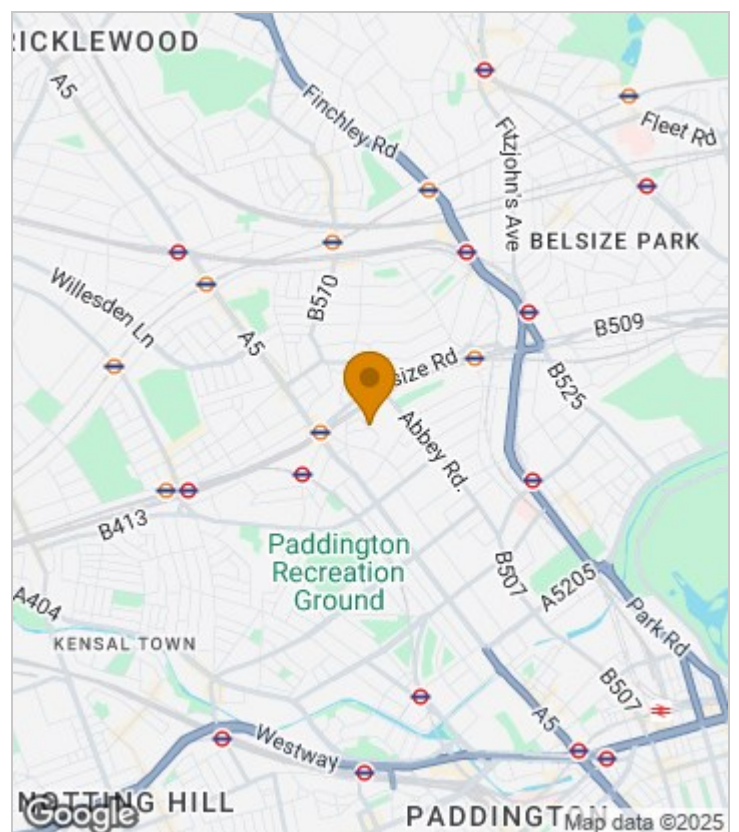 RICKLEWOOD
A5
Finchley Rd
Fitzjohn's Ave
Fleet Rd
BELSIZE PARK
Willesden Ln
B570
A5
B509
size Rd
B525
Abbey Rd.
B413
Paddington
Recreation
Ground
B507
A5205
A404
KENSAL TOWN
Park Rd
B507
A5
Westway
NOTTING HILL
PADDINGTON
Google
Map data ©2025